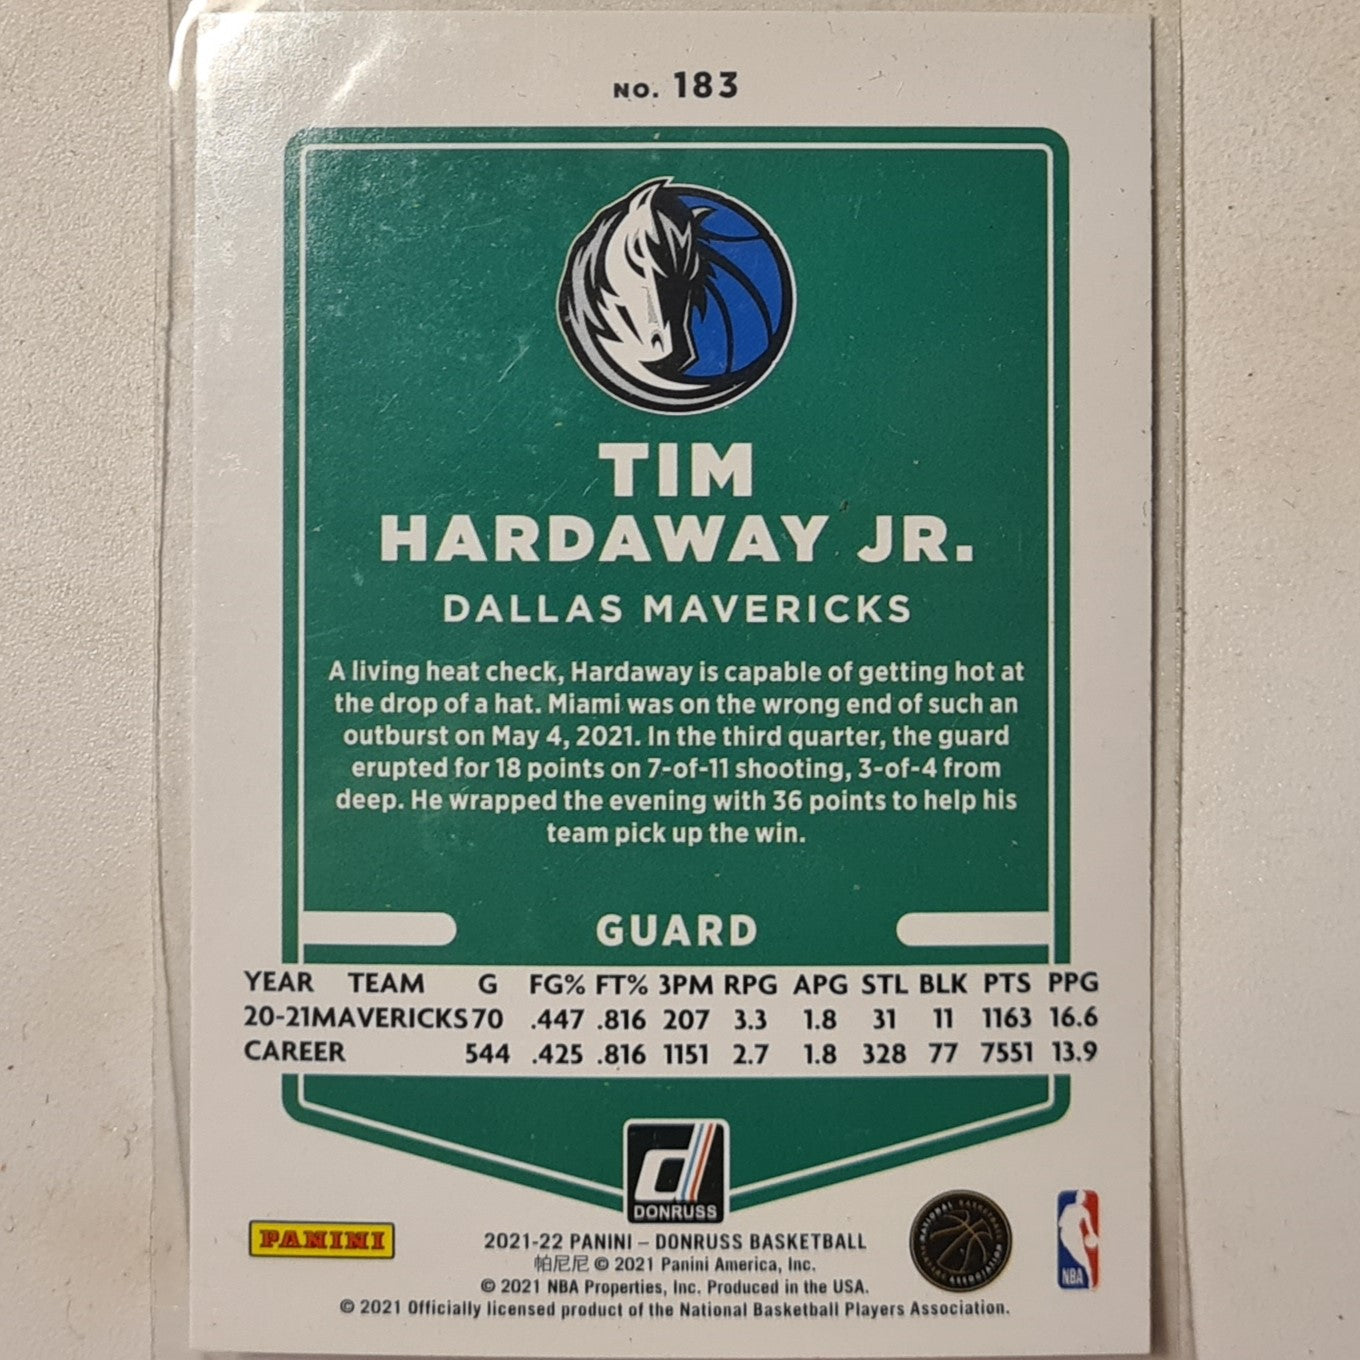 NO. 183
TIM
HARDAWAY JR.
DALLAS MAVERICKS
A living heat check, Hardaway is capable of getting hot at
the drop of a hat. Miami was on the wrong end of such an
outburst on May 4, 2021. In the third quarter, the guard
erupted for 18 points on 7-of-11 shooting, 3-of-4 from
deep. He wrapped the evening with 36 points to help his
team pick up the win.
GUARD
YEAR TEAM G FG% FT% 3PM RPG APG STL BLK PTS PPG
20-21 MAVERICKS 70 .447 .816 207 3.3 1.8 31 11 1163 16.6
CAREER 544 .425 .816 1151 2.7 1.8 328 77 7551 13.9
d
DONRUSS
PANINI
2021-22 PANINI – DONRUSS BASKETBALL
帕尼尼 © 2021 Panini America, Inc.
© 2021 NBA Properties, Inc. Produced in the USA.
© 2021 Officially licensed product of the National Basketball Players Association.
NATIONAL BASKETBALL PLAYERS ASSOCIATION
NBA